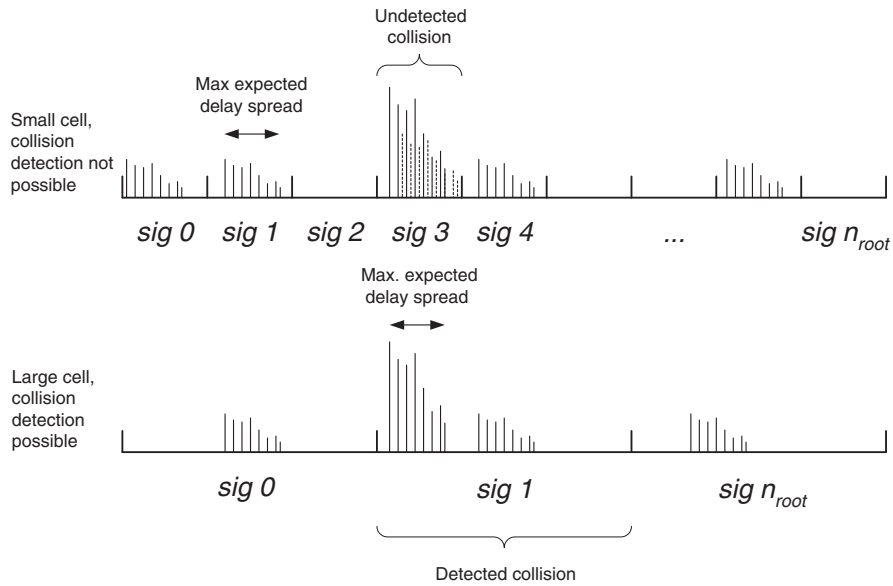 Undetected
collision
Max expected
delay spread
Small cell,
collision
detection not
possible
sig 0 sig 1 sig 2 sig 3 sig 4 ... sig n_root
Max. expected
delay spread
Large cell,
collision
detection
possible
sig 0 sig 1 sig n_root
Detected collision